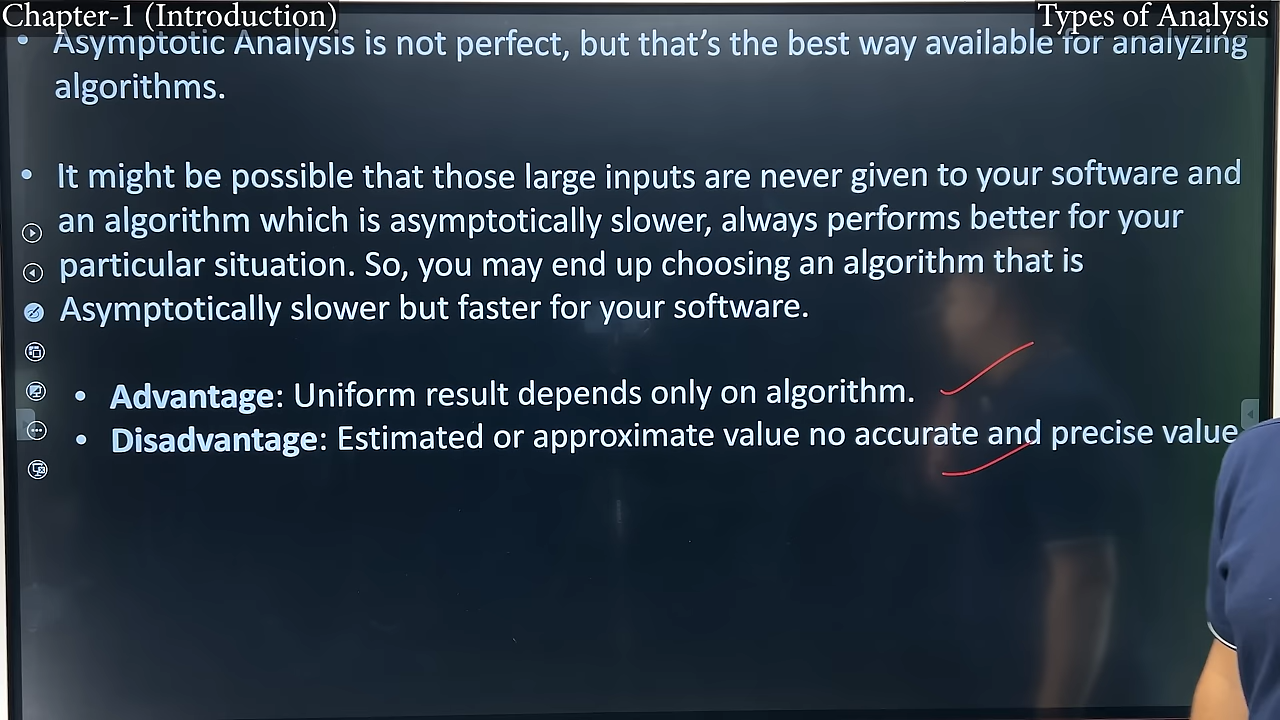 Chapter-1 (Introduction)
Types of Analysis
• Asymptotic Analysis is not perfect, but that's the best way available for analyzing
algorithms.
• It might be possible that those large inputs are never given to your software and
an algorithm which is asymptotically slower, always performs better for your
particular situation. So, you may end up choosing an algorithm that is
Asymptotically slower but faster for your software.
• Advantage: Uniform result depends only on algorithm.
• Disadvantage: Estimated or approximate value no accurate and precise value